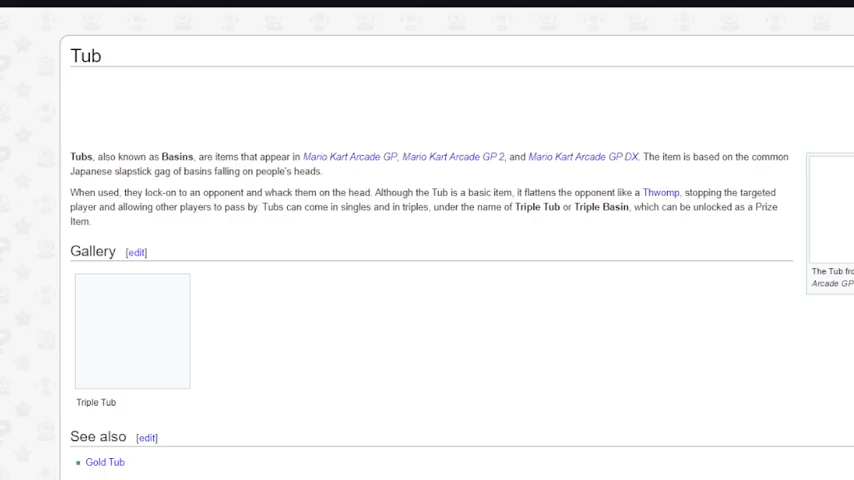 Tub
Tubs, also known as Basins, are items that appear in Mario Kart Arcade GP, Mario Kart Arcade GP 2, and Mario Kart Arcade GP DX. The item is based on the common
Japanese slapstick gag of basins falling on people's heads.
When used, they lock-on to an opponent and whack them on the head. Although the Tub is a basic item, it flattens the opponent like a Thwomp, stopping the targeted
player and allowing other players to pass by. Tubs can come in singles and in triples, under the name of Triple Tub or Triple Basin, which can be unlocked as a Prize
Item.
The Tub
Arcade GP
Gallery [edit]
Triple Tub
See also [edit]
Gold Tub